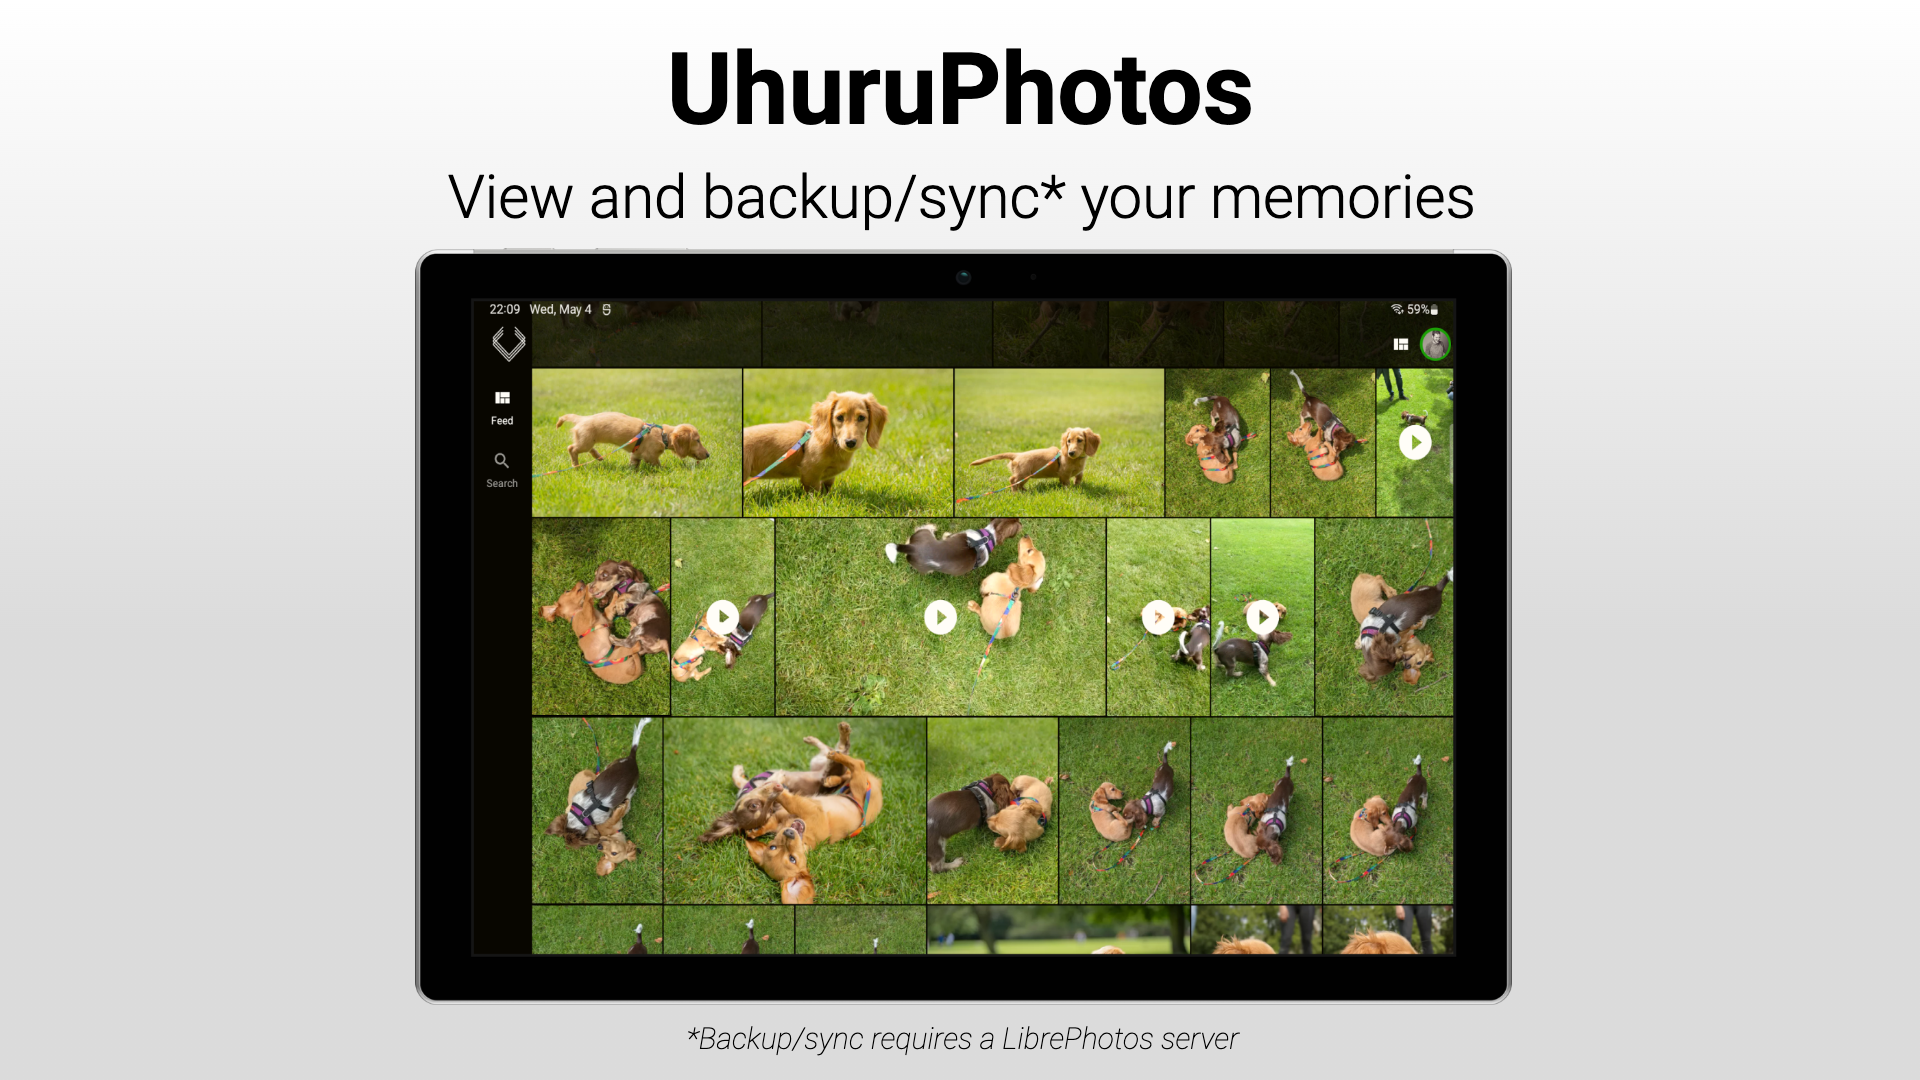 UhuruPhotos
View and backup/sync* your memories
22:09 Wed, May 4
59%
Feed
Search
*Backup/sync requires a LibrePhotos server